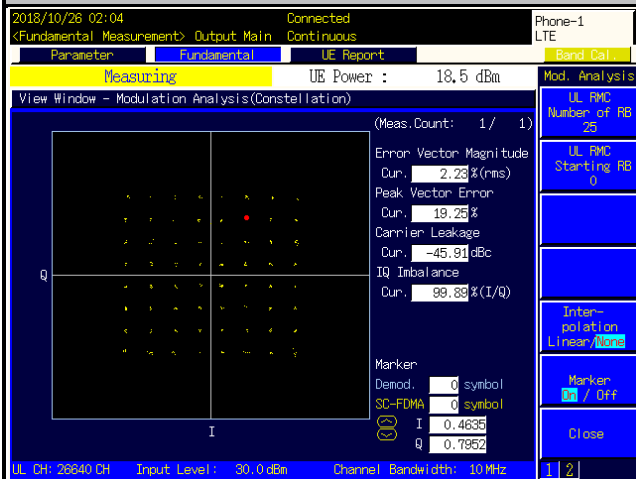 2018/10/26 02:04 Connected Phone-1
<Fundamental Measurement> Output Main Continuous LTE
Parameter Fundamental UE Report Band Cal.
Measuring UE Power : 18.5 dBm Mod. Analysis
View Window - Modulation Analysis(Constellation)
(Meas.Count: 1/ 1)
Error Vector Magnitude
Cur. 2.23 %(rms)
Peak Vector Error
Cur. 19.25 %
Carrier Leakage
Cur. -45.91 dBc
IQ Imbalance
Cur. 99.89 %(I/Q)
Q
I
Marker
Demod. 0 symbol
SC-FDMA 0 symbol
I 0.4635
Q 0.7952
UL RMC
Number of RB
25
UL RMC
Starting RB
0
Inter-
polation
Linear/None
Marker
On / Off
Close
UL CH: 26640 CH Input Level: 30.0 dBm Channel Bandwidth: 10 MHz 1 2